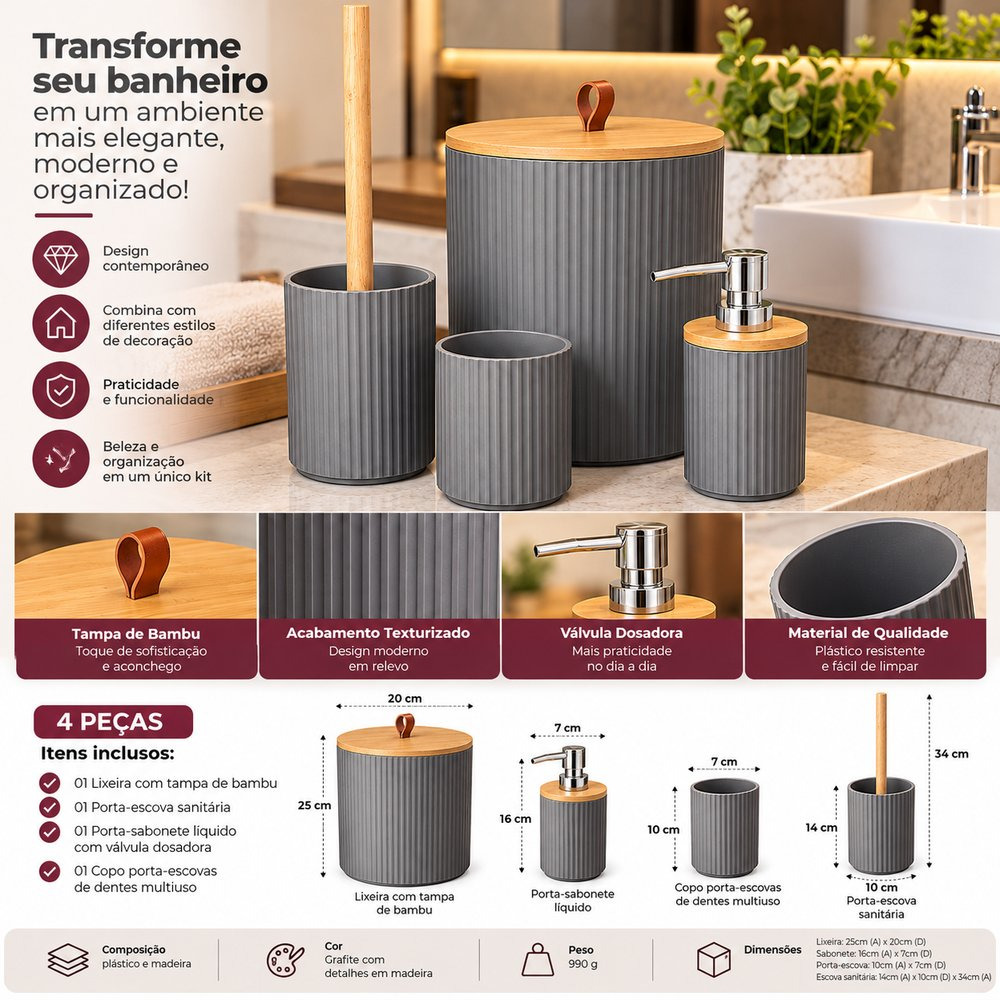 Transforme
seu banheiro
em um ambiente
mais elegante,
moderno e
organizado!
Design
contemporâneo
Combina com
diferentes estilos
de decoração
Praticidade
e funcionalidade
Beleza e
organização
em um único kit
Tampa de Bambu
Toque de sofisticação
e aconchego
Acabamento Texturizado
Design moderno
em relevo
Válvula Dosadora
Mais praticidade
no dia a dia
Material de Qualidade
Plástico resistente
e fácil de limpar
4 PEÇAS
Itens inclusos:
01 Lixeira com tampa de bambu
01 Porta-escova sanitária
01 Porta-sabonete líquido
com válvula dosadora
01 Copo porta-escovas
de dentes multiuso
20 cm
25 cm
Lixeira com tampa
de bambu
7 cm
16 cm
Porta-sabonete
líquido
7 cm
10 cm
Copo porta-escovas
de dentes multiuso
34 cm
14 cm
10 cm
Porta-escova
sanitária
Composição
plástico e madeira
Cor
Grafite com
detalhes em madeira
Peso
990 g
Dimensões
Lixeira: 25cm (A) x 20cm (D)
Sabonete: 16cm (A) x 7cm (D)
Porta-escova: 10cm (A) x 7cm (D)
Escova sanitária: 14cm (A) x 10cm (D) x 34cm (A)